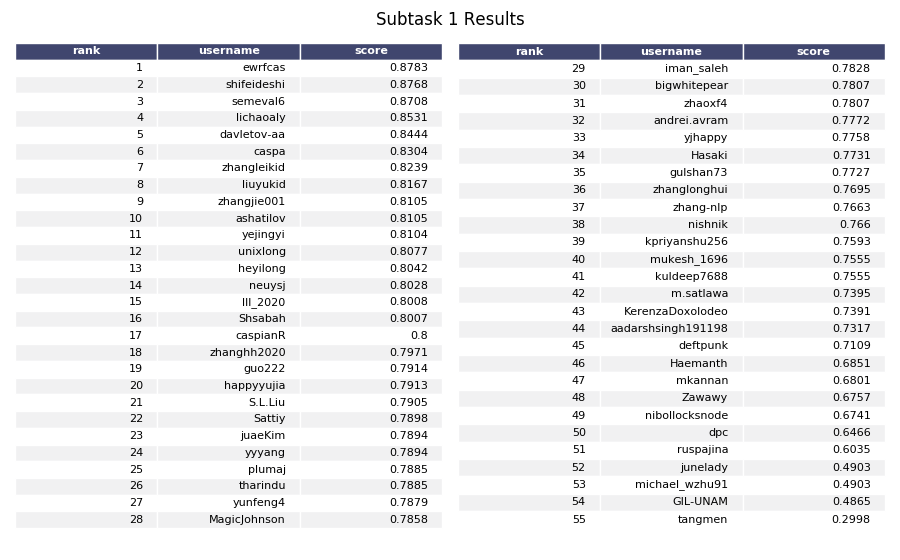 Subtask 1 Results
rank username score
1 ewrfcas 0.8783
2 shifeideshi 0.8768
3 semeval6 0.8708
4 lichaoaly 0.8531
5 davletov-aa 0.8444
6 caspa 0.8304
7 zhangleikid 0.8239
8 liuyukid 0.8167
9 zhangjie001 0.8105
10 ashatilov 0.8105
11 yejingyi 0.8104
12 unixlong 0.8077
13 heyilong 0.8042
14 neuysj 0.8028
15 lll_2020 0.8008
16 Shsabah 0.8007
17 caspianR 0.8
18 zhanghh2020 0.7971
19 guo222 0.7914
20 happyyujia 0.7913
21 S.L.Liu 0.7905
22 Sattiy 0.7898
23 juaeKim 0.7894
24 yyyang 0.7894
25 plumaj 0.7885
26 tharindu 0.7885
27 yunfeng4 0.7879
28 MagicJohnson 0.7858
rank username score
29 iman_saleh 0.7828
30 bigwhitepear 0.7807
31 zhaoxf4 0.7807
32 andrei.avram 0.7772
33 yjhappy 0.7758
34 Hasaki 0.7731
35 gulshan73 0.7727
36 zhanglonghui 0.7695
37 zhang-nlp 0.7663
38 nishnik 0.766
39 kpriyanshu256 0.7593
40 mukesh_1696 0.7555
41 kuldeep7688 0.7555
42 m.satlawa 0.7395
43 KerenzaDoxolodeo 0.7391
44 aadarshsingh191198 0.7317
45 deftpunk 0.7109
46 Haemanth 0.6851
47 mkannan 0.6801
48 Zawawy 0.6757
49 nibollocksnode 0.6741
50 dpc 0.6466
51 ruspajina 0.6035
52 junelady 0.4903
53 michael_wzhu91 0.4903
54 GIL-UNAM 0.4865
55 tangmen 0.2998